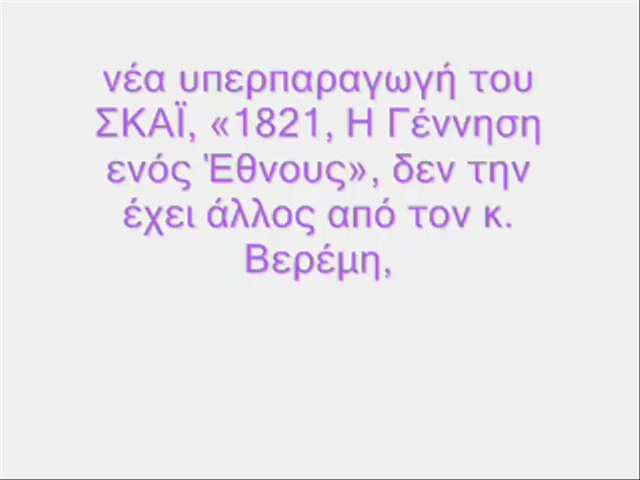 νέα υπερπαραγωγή του
ΣΚΑΪ, «1821, Η Γέννηση
ενός Έθνους», δεν την
έχει άλλος από τον κ.
Βερέμη,